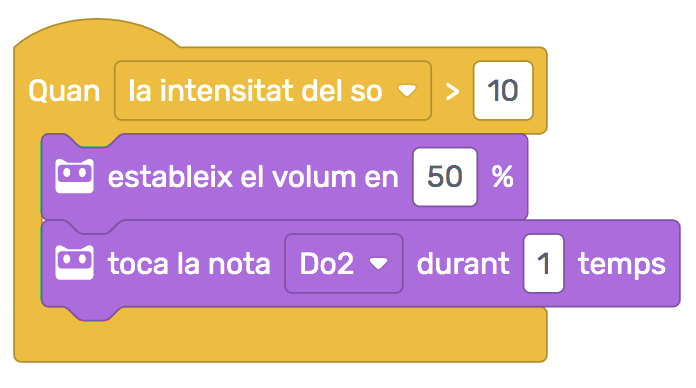 Quan la intensitat del so > 10
estableix el volum en 50 %
toca la nota Do2 durant 1 temps